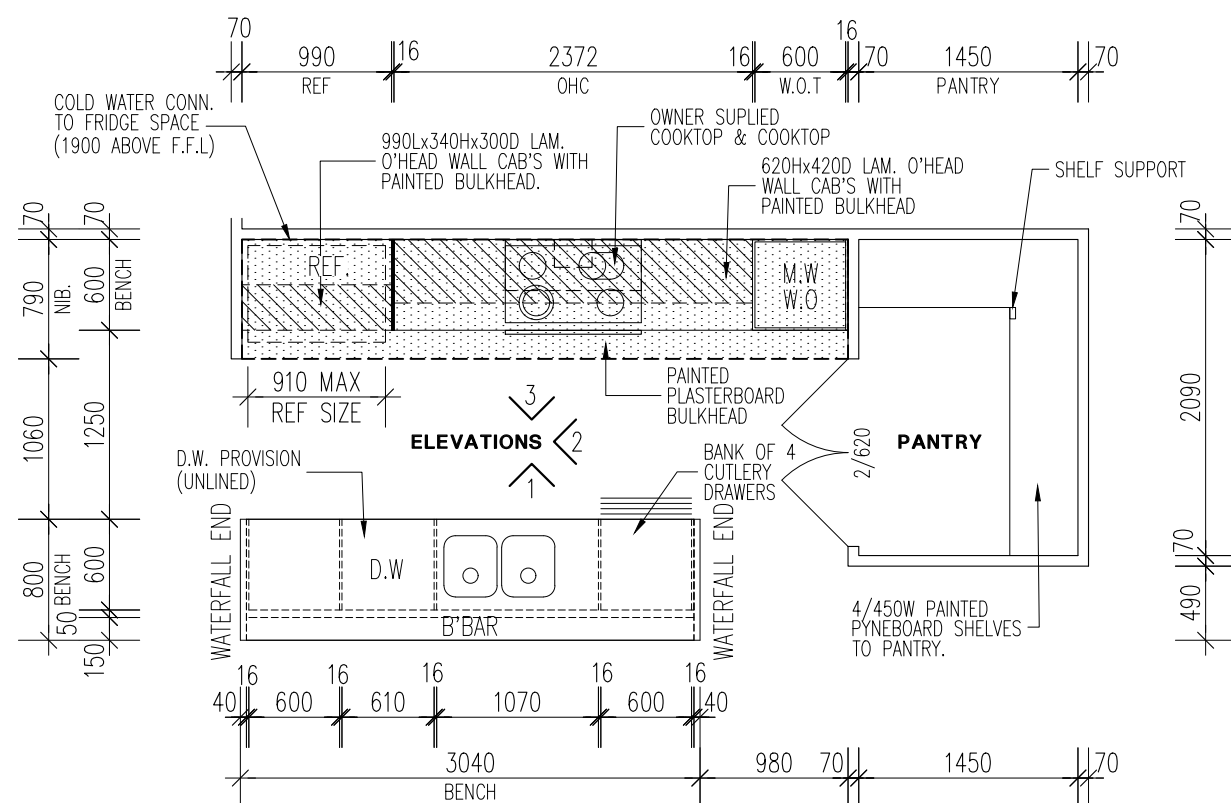 70 990 16 2372 16 600 16 70 1450 70
REF OHC W.O.T PANTRY
COLD WATER CONN.
TO FRIDGE SPACE
(1900 ABOVE F.F.L)
990Lx340Hx300D LAM.
O'HEAD WALL CAB'S WITH
PAINTED BULKHEAD.
OWNER SUPLIED
COOKTOP & COOKTOP
620Hx420D LAM. O'HEAD
WALL CAB'S WITH
PAINTED BULKHEAD
SHELF SUPPORT
70
790
NIB.
1060
800
70
600
BENCH
1250
600
BENCH
50
150
REF.
M.W
W.O
910 MAX
REF SIZE
PAINTED
PLASTERBOARD
BULKHEAD
3
ELEVATIONS
2
1
PANTRY
2/620
70
2090
70
490
D.W. PROVISION
(UNLINED)
BANK OF 4
CUTLERY
DRAWERS
WATERFALL END
D.W
B'BAR
WATERFALL END
4/450W PAINTED
PYNEBOARD SHELVES
TO PANTRY.
40 16 600 16 610 16 1070 16 600 16 40
3040 980 70 1450 70
BENCH